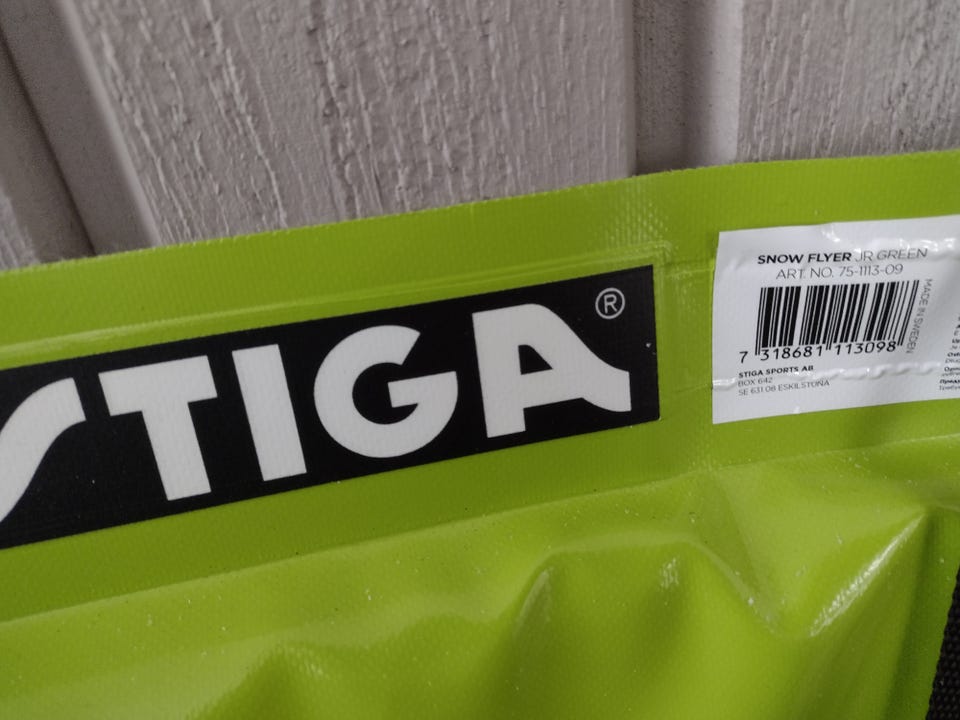 STIGA®
SNOW FLYER JR GREEN
ART. NO. 75-1113-09
MADE IN SWEDEN
7 318681 113098
STIGA SPORTS AB
BOX 642
SE 631 08 ESKILSTUNA